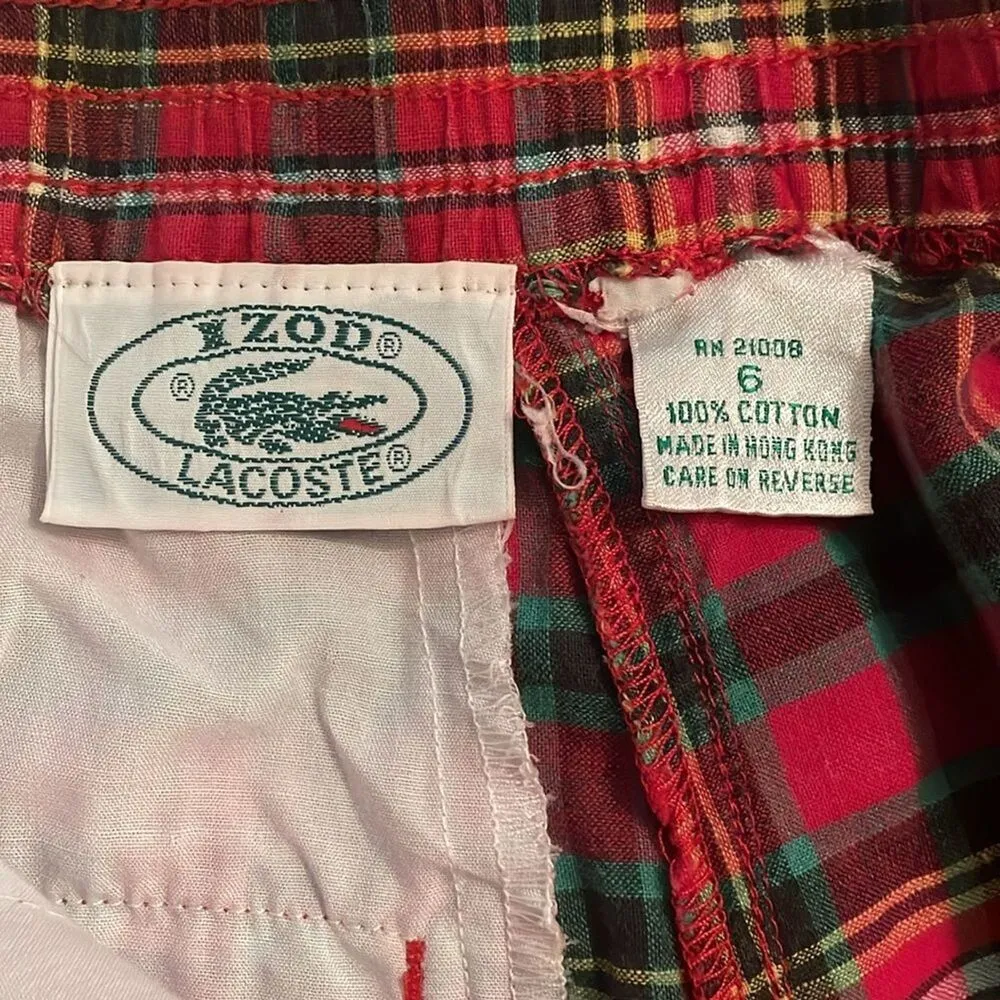 IZOD®
®
LACOSTE®
RN 21008
6
100% COTTON
MADE IN HONG KONG
CARE ON REVERSE